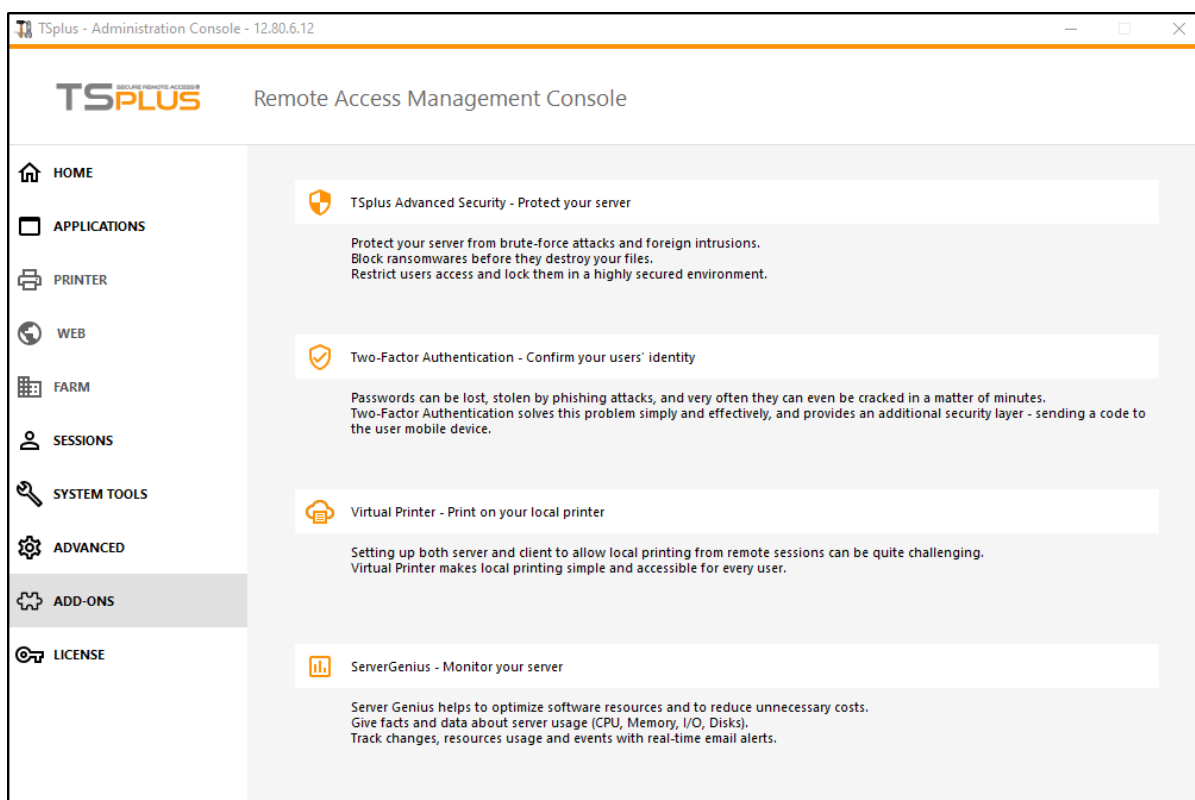 TSplus - Administration Console - 12.80.6.12
SECURE REMOTE ACCESS®
TSPLUS
Remote Access Management Console
HOME
APPLICATIONS
PRINTER
WEB
FARM
SESSIONS
SYSTEM TOOLS
ADVANCED
ADD-ONS
LICENSE
TSplus Advanced Security - Protect your server
Protect your server from brute-force attacks and foreign intrusions.
Block ransomwares before they destroy your files.
Restrict users access and lock them in a highly secured environment.
Two-Factor Authentication - Confirm your users' identity
Passwords can be lost, stolen by phishing attacks, and very often they can even be cracked in a matter of minutes.
Two-Factor Authentication solves this problem simply and effectively, and provides an additional security layer - sending a code to
the user mobile device.
Virtual Printer - Print on your local printer
Setting up both server and client to allow local printing from remote sessions can be quite challenging.
Virtual Printer makes local printing simple and accessible for every user.
ServerGenius - Monitor your server
Server Genius helps to optimize software resources and to reduce unnecessary costs.
Give facts and data about server usage (CPU, Memory, I/O, Disks).
Track changes, resources usage and events with real-time email alerts.